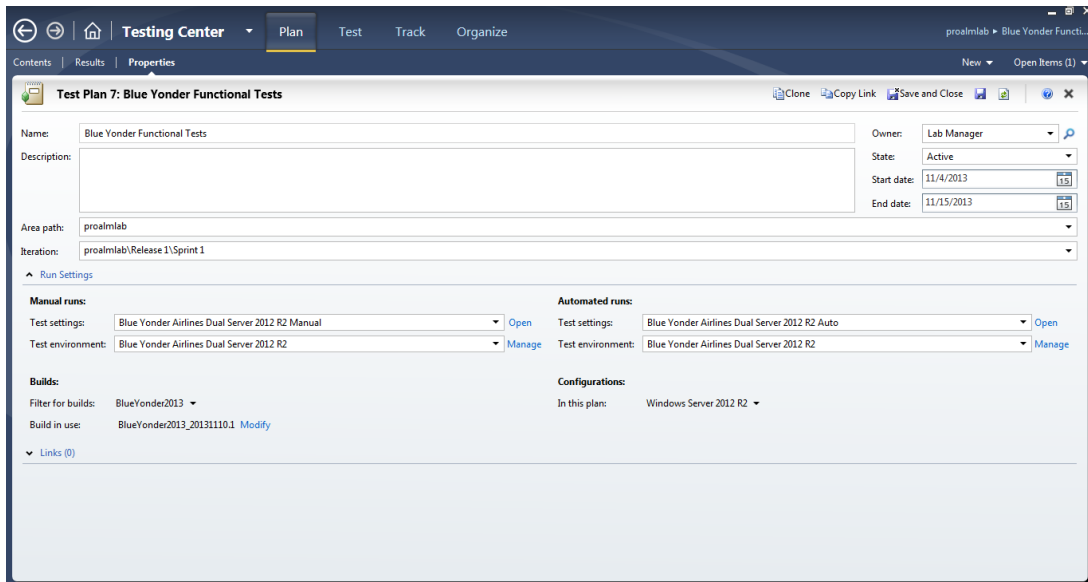 Testing Center Plan Test Track Organize proalmlab ▸ Blue Yonder Functi...
Contents | Results | Properties New Open Items (1)
Test Plan 7: Blue Yonder Functional Tests Clone Copy Link Save and Close
Name: Blue Yonder Functional Tests Owner: Lab Manager
Description: State: Active
Start date: 11/4/2013 15
End date: 11/15/2013 15
Area path: proalmlab
Iteration: proalmlab\Release 1\Sprint 1
Run Settings
Manual runs: Automated runs:
Test settings: Blue Yonder Airlines Dual Server 2012 R2 Manual Open Test settings: Blue Yonder Airlines Dual Server 2012 R2 Auto Open
Test environment: Blue Yonder Airlines Dual Server 2012 R2 Manage Test environment: Blue Yonder Airlines Dual Server 2012 R2 Manage
Builds: Configurations:
Filter for builds: BlueYonder2013 In this plan: Windows Server 2012 R2
Build in use: BlueYonder2013_20131110.1 Modify
Links (0)